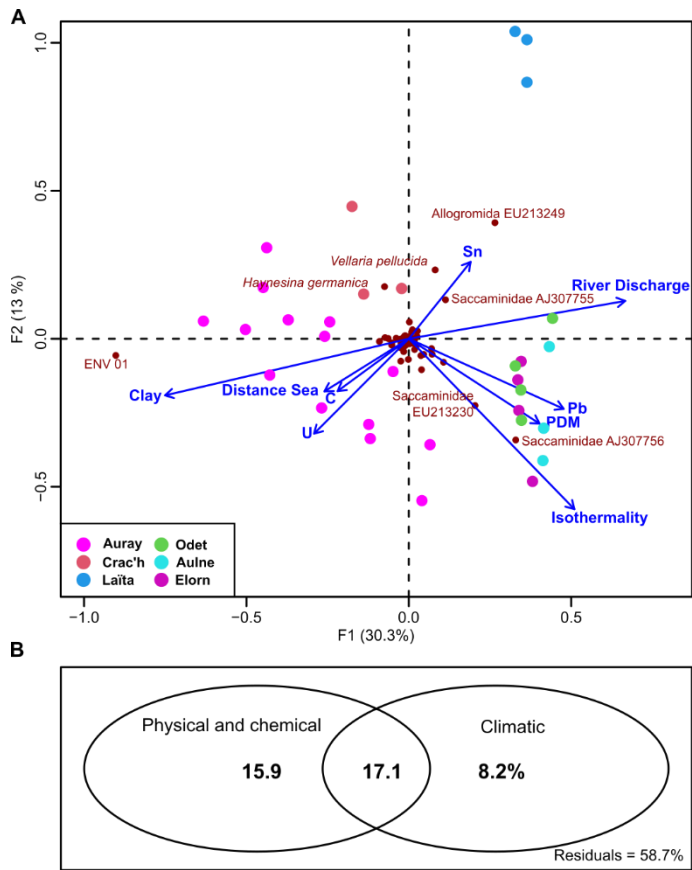 A
F2 (13 %)
1.0
0.5
0.0
−0.5
Allogromida EU213249
Sn
Vellaria pellucida
River Discharge
Haynesina germanica
Saccaminidae AJ307755
ENV 01
Clay
Distance Sea
C
U
Saccaminidae
EU213230
Pb
PDM
Saccaminidae AJ307756
Isothermality
Auray
Crac'h
Laïta
Odet
Aulne
Elorn
−1.0 −0.5 0.0 0.5
F1 (30.3%)
B
Physical and chemical
Climatic
15.9
17.1
8.2%
Residuals = 58.7%